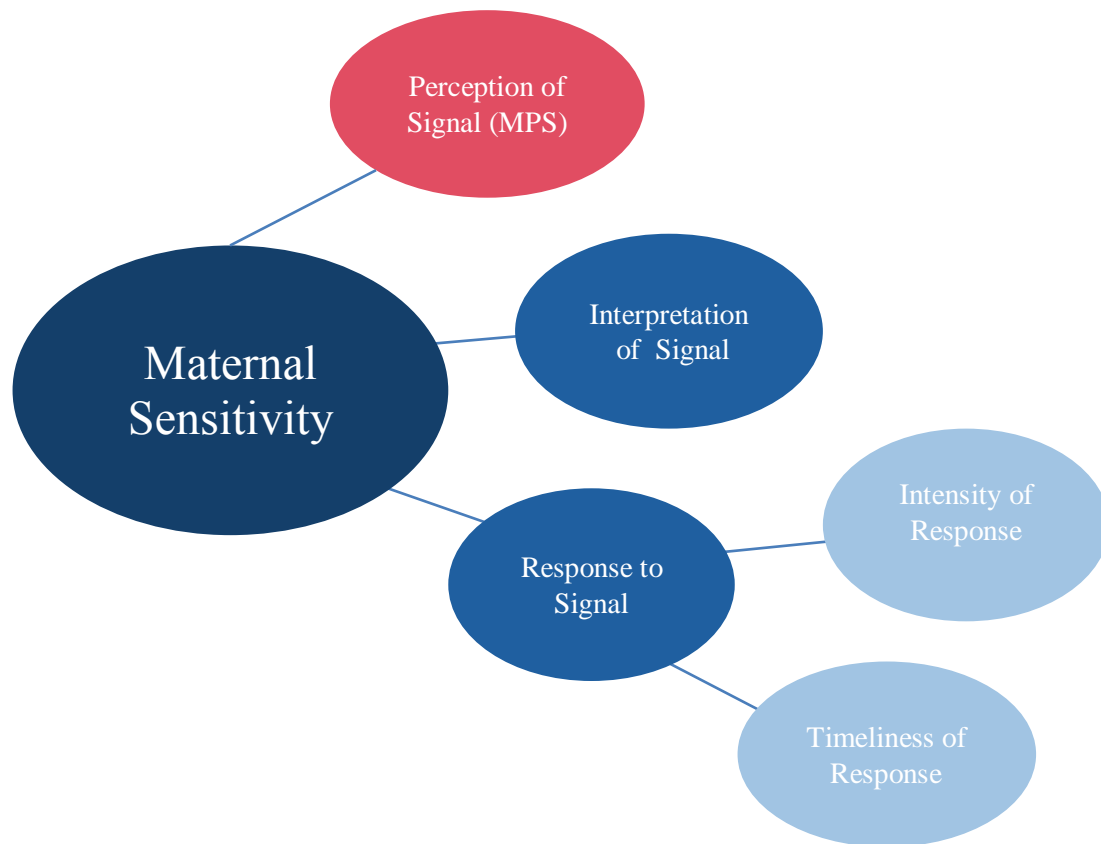 Perception of
Signal (MPS)
Interpretation
of  Signal
Maternal
Sensitivity
Intensity of
Response
Response to
Signal
Timeliness of
Response